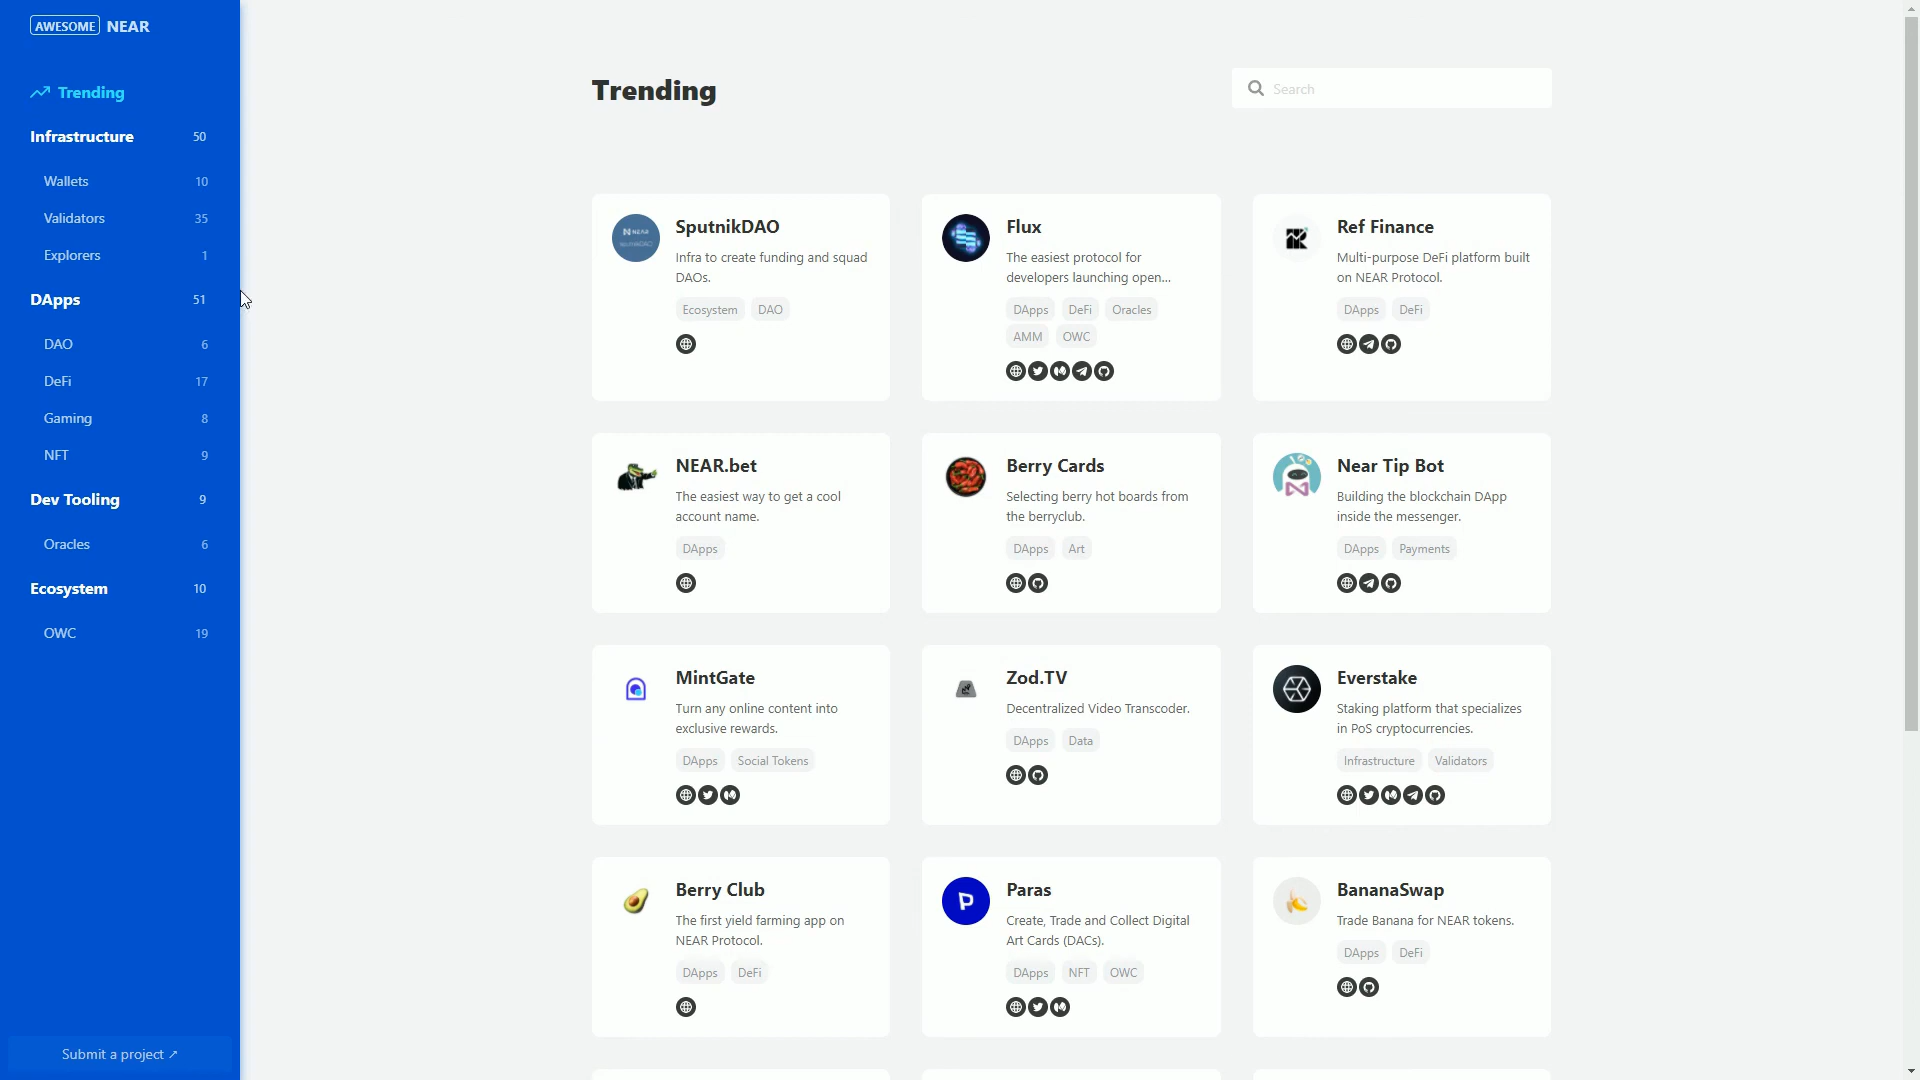 AWESOME NEAR
Trending
Infrastructure 50
Wallets 10
Validators 35
Explorers 1
DApps 51
DAO 6
DeFi 17
Gaming 8
NFT 9
Dev Tooling 9
Oracles 6
Ecosystem 10
OWC 19
Submit a project ↗
Trending
Search
SputnikDAO
Infra to create funding and squad
DAOs.
Ecosystem DAO
Flux
The easiest protocol for
developers launching open...
DApps DeFi Oracles
AMM OWC
Ref Finance
Multi-purpose DeFi platform built
on NEAR Protocol.
DApps DeFi
NEAR.bet
The easiest way to get a cool
account name.
DApps
Berry Cards
Selecting berry hot boards from
the berryclub.
DApps Art
Near Tip Bot
Building the blockchain DApp
inside the messenger.
DApps Payments
MintGate
Turn any online content into
exclusive rewards.
DApps Social Tokens
Zod.TV
Decentralized Video Transcoder.
DApps Data
Everstake
Staking platform that specializes
in PoS cryptocurrencies.
Infrastructure Validators
Berry Club
The first yield farming app on
NEAR Protocol.
DApps DeFi
Paras
Create, Trade and Collect Digital
Art Cards (DACs).
DApps NFT OWC
BananaSwap
Trade Banana for NEAR tokens.
DApps DeFi